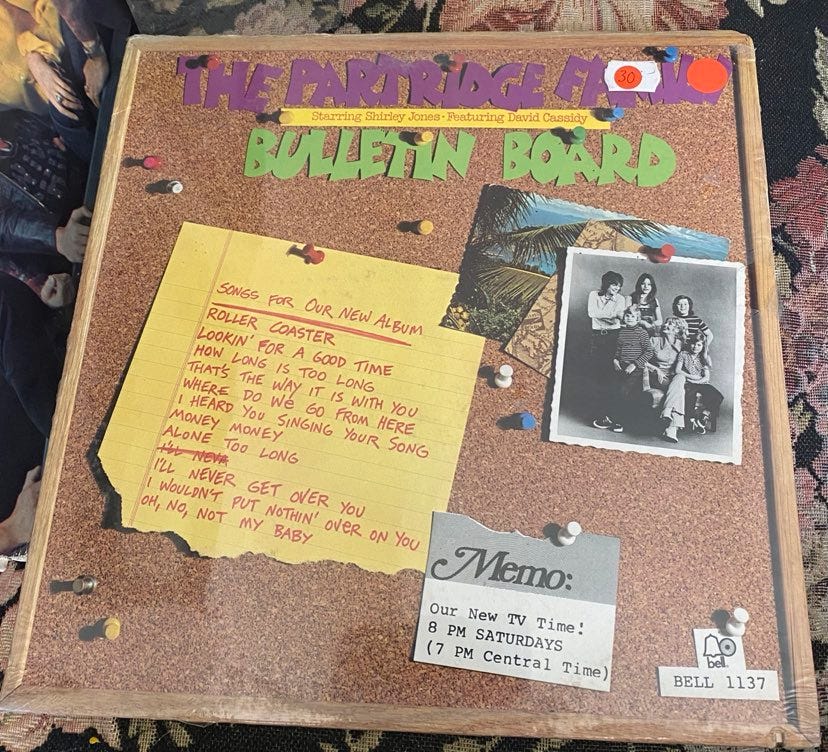 THE PARTRIDGE FAMILY
30
Starring Shirley Jones · Featuring David Cassidy
BULLETIN BOARD
SONGS FOR OUR NEW ALBUM
ROLLER COASTER
LOOKIN' FOR A GOOD TIME
HOW LONG IS TOO LONG
THAT'S THE WAY IT IS WITH YOU
WHERE DO WE GO FROM HERE
I HEARD YOU SINGING YOUR SONG
MONEY MONEY
ALONE TOO LONG
I'LL NEVA
I'LL NEVER GET OVER YOU
I WOULDN'T PUT NOTHIN' OVER ON YOU
OH, NO, NOT MY BABY
Memo:
Our New TV Time!
8 PM SATURDAYS
(7 PM Central Time)
bell
BELL 1137